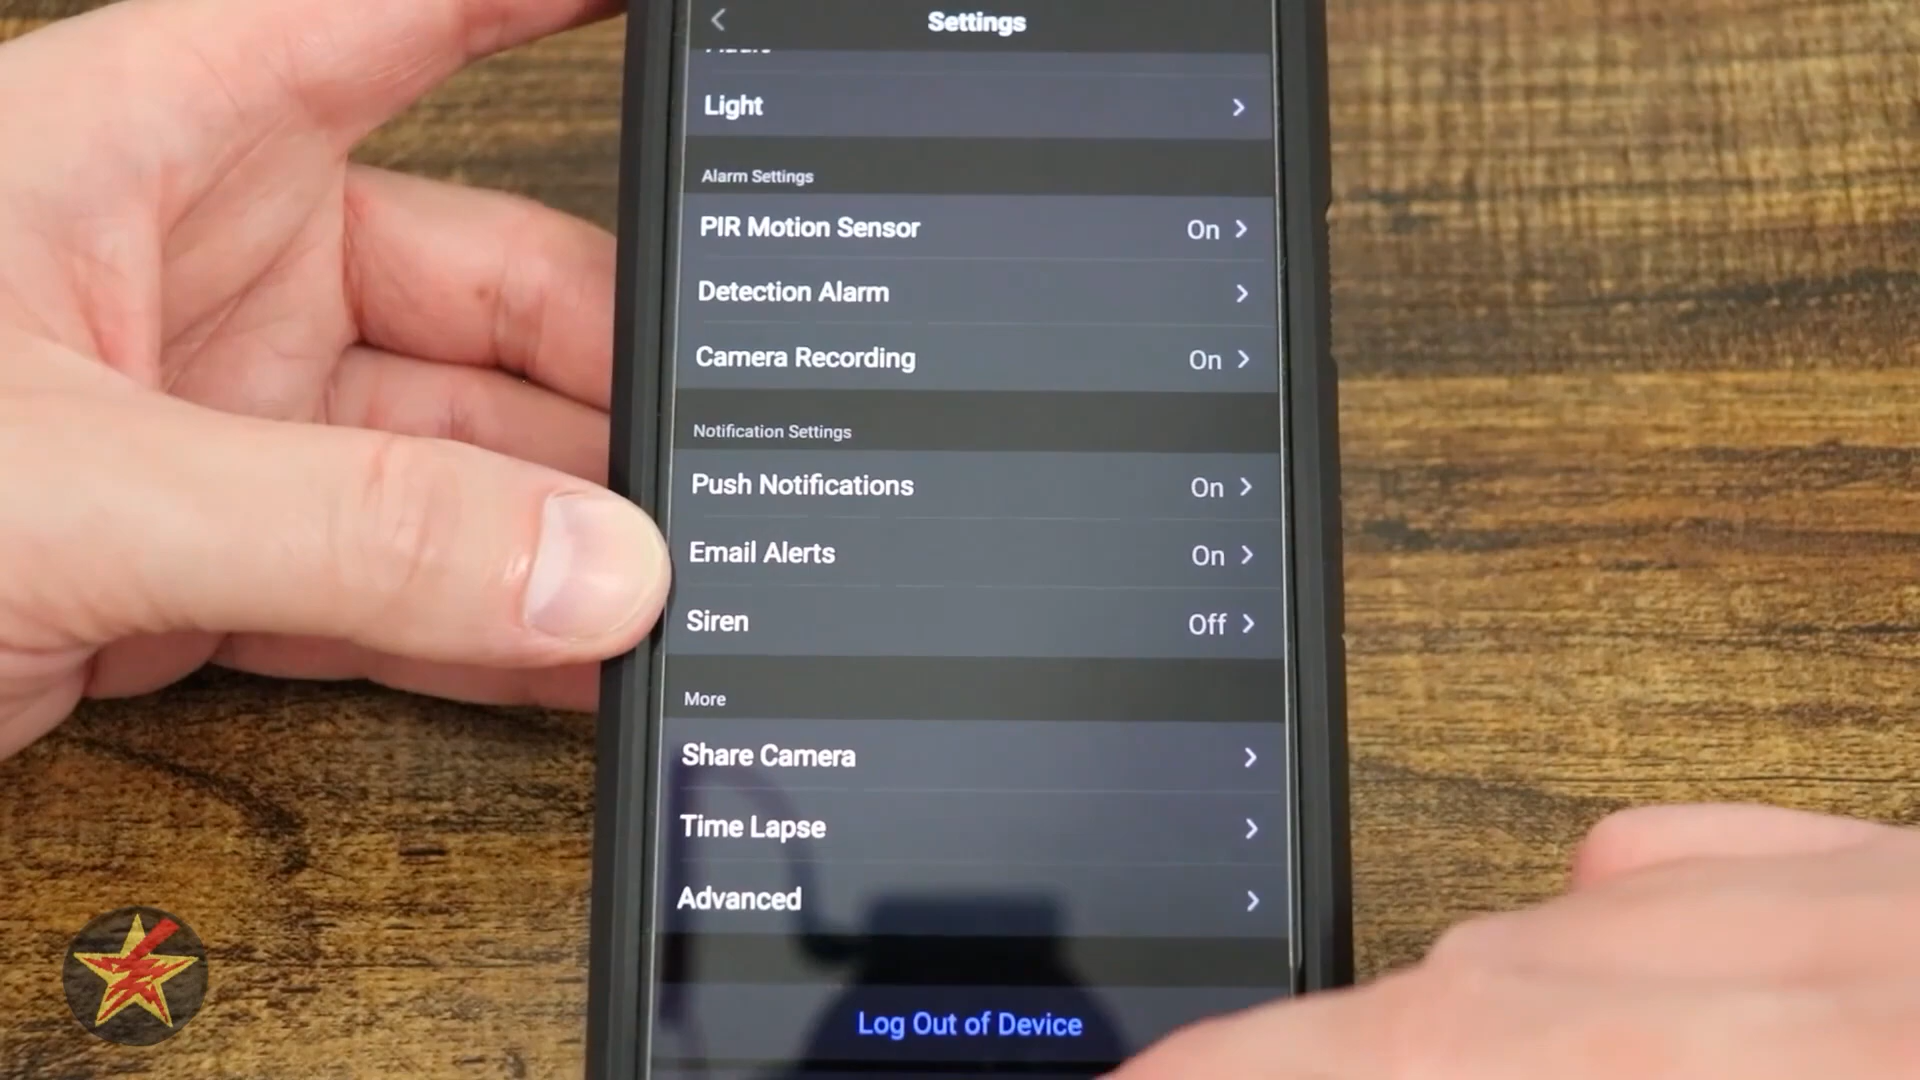 Settings
Light
Alarm Settings
PIR Motion Sensor On
Detection Alarm
Camera Recording On
Notification Settings
Push Notifications On
Email Alerts On
Siren Off
More
Share Camera
Time Lapse
Advanced
Log Out of Device